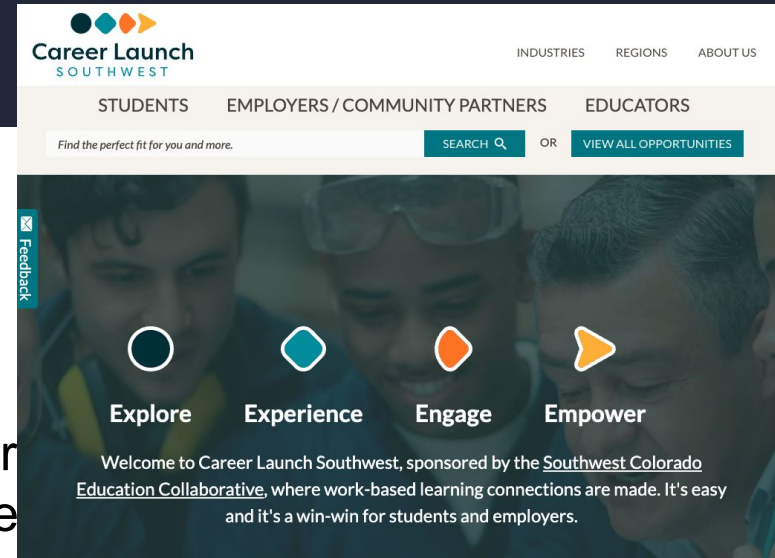 Career Launch
SOUTHWEST
INDUSTRIES REGIONS ABOUT US
STUDENTS EMPLOYERS / COMMUNITY PARTNERS EDUCATORS
Find the perfect fit for you and more. SEARCH OR VIEW ALL OPPORTUNITIES
Feedback
Explore Experience Engage Empower
Welcome to Career Launch Southwest, sponsored by the Southwest Colorado
Education Collaborative, where work-based learning connections are made. It's easy
and it's a win-win for students and employers.
r
e